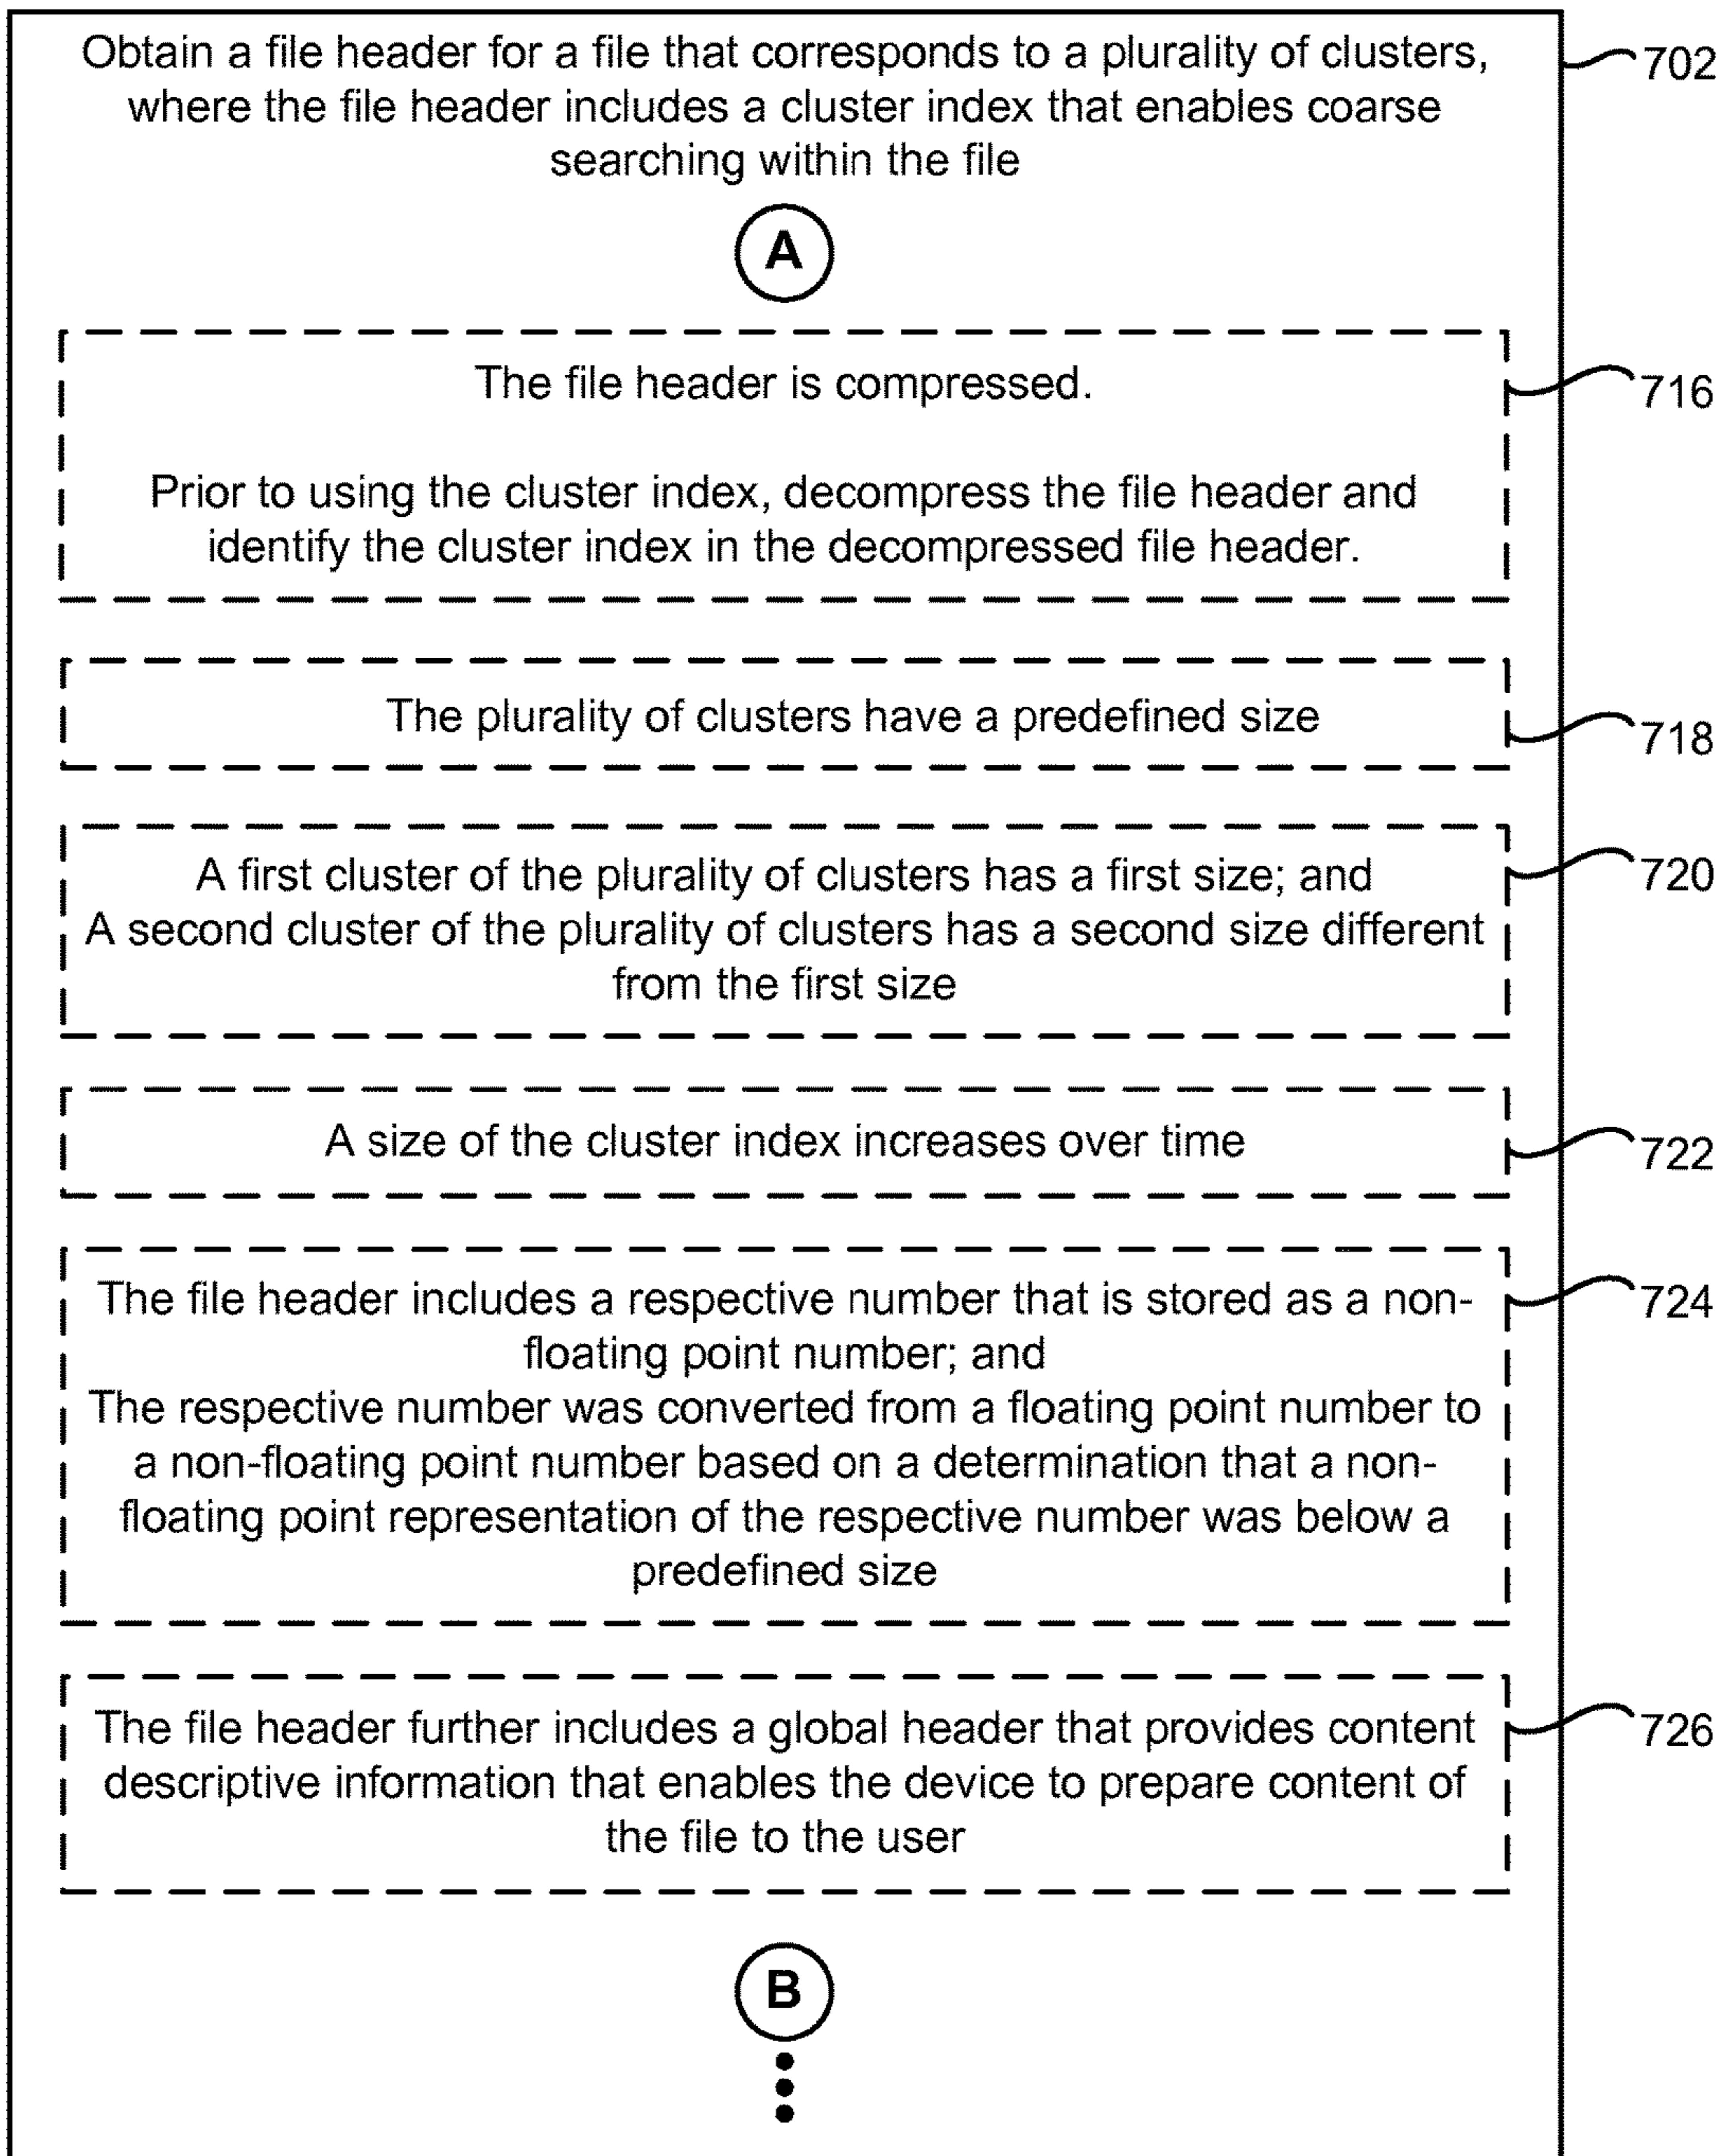 Obtain a file header for a file that corresponds to a plurality of clusters,
where the file header includes a cluster index that enables coarse
searching within the file
702
A
The file header is compressed.
716
Prior to using the cluster index, decompress the file header and
identify the cluster index in the decompressed file header.
The plurality of clusters have a predefined size
718
A first cluster of the plurality of clusters has a first size; and
720
A second cluster of the plurality of clusters has a second size different
from the first size
A size of the cluster index increases over time
722
The file header includes a respective number that is stored as a non-
724
floating point number; and
The respective number was converted from a floating point number to
a non-floating point number based on a determination that a non-
floating point representation of the respective number was below a
predefined size
The file header further includes a global header that provides content
726
descriptive information that enables the device to prepare content of
the file to the user
B